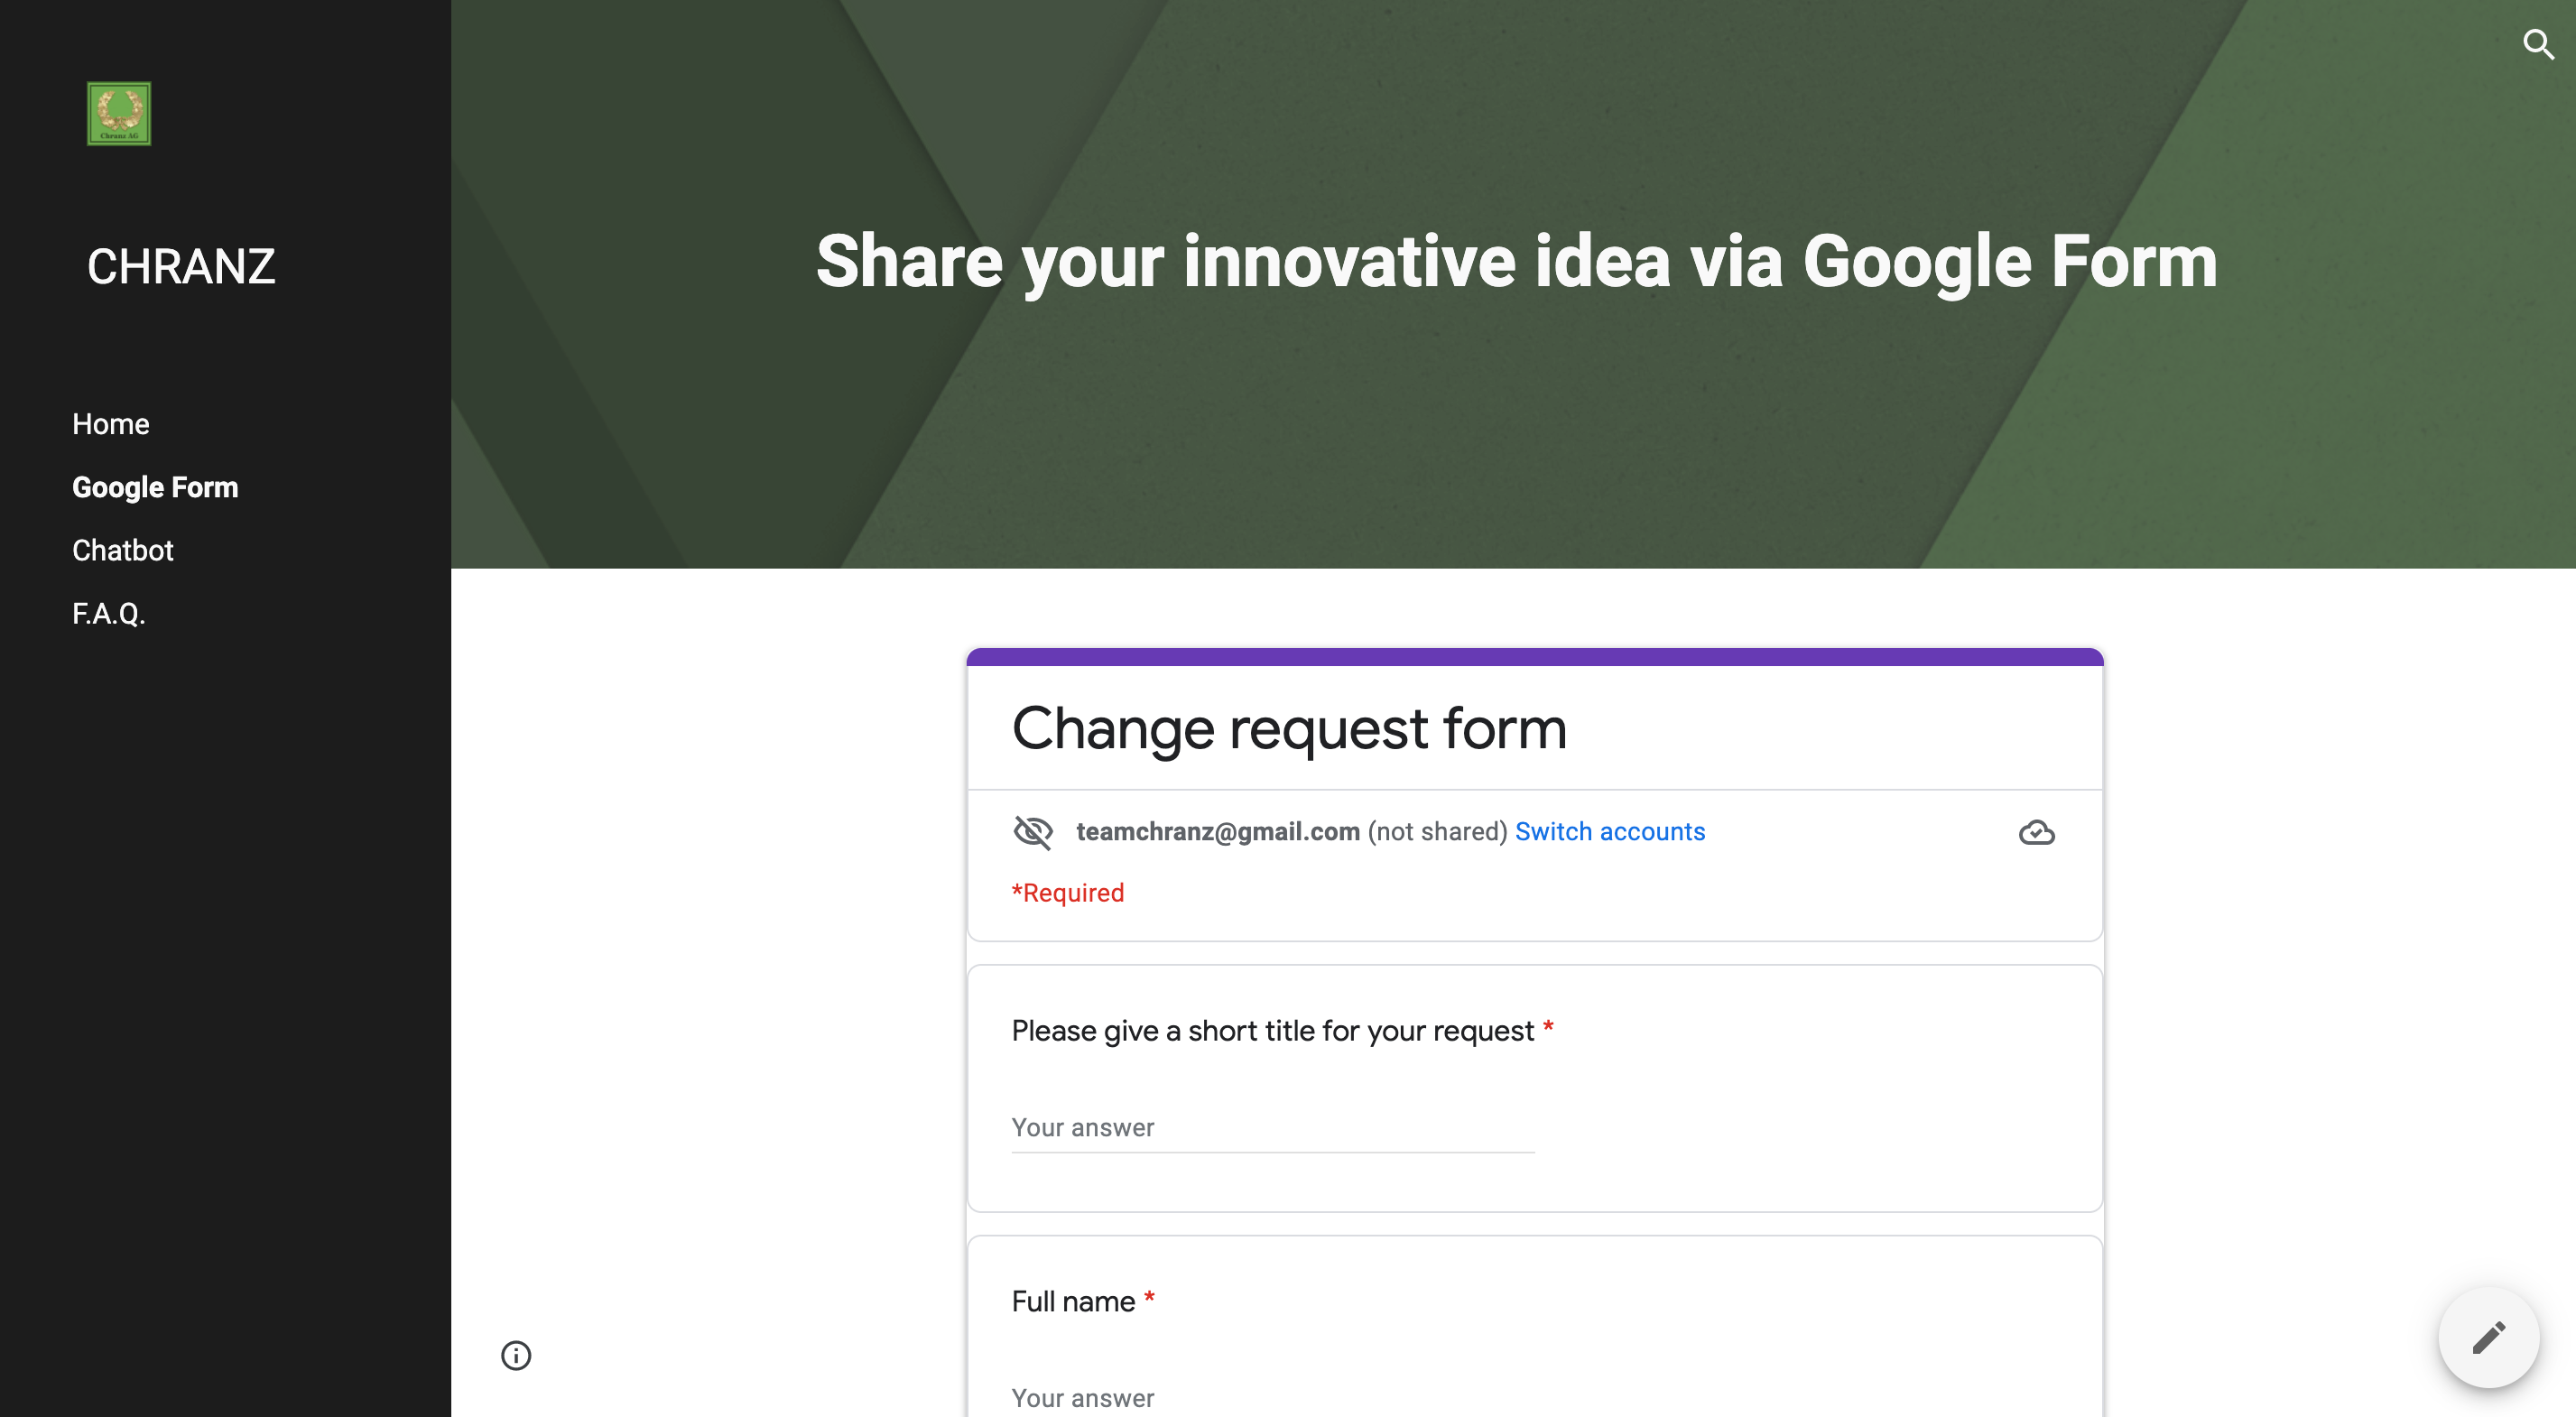 Chranz AG
CHRANZ
Home
Google Form
Chatbot
F.A.Q.
Share your innovative idea via Google Form
Change request form
teamchranz@gmail.com (not shared) Switch accounts
*Required
Please give a short title for your request *
Your answer
Full name *
Your answer